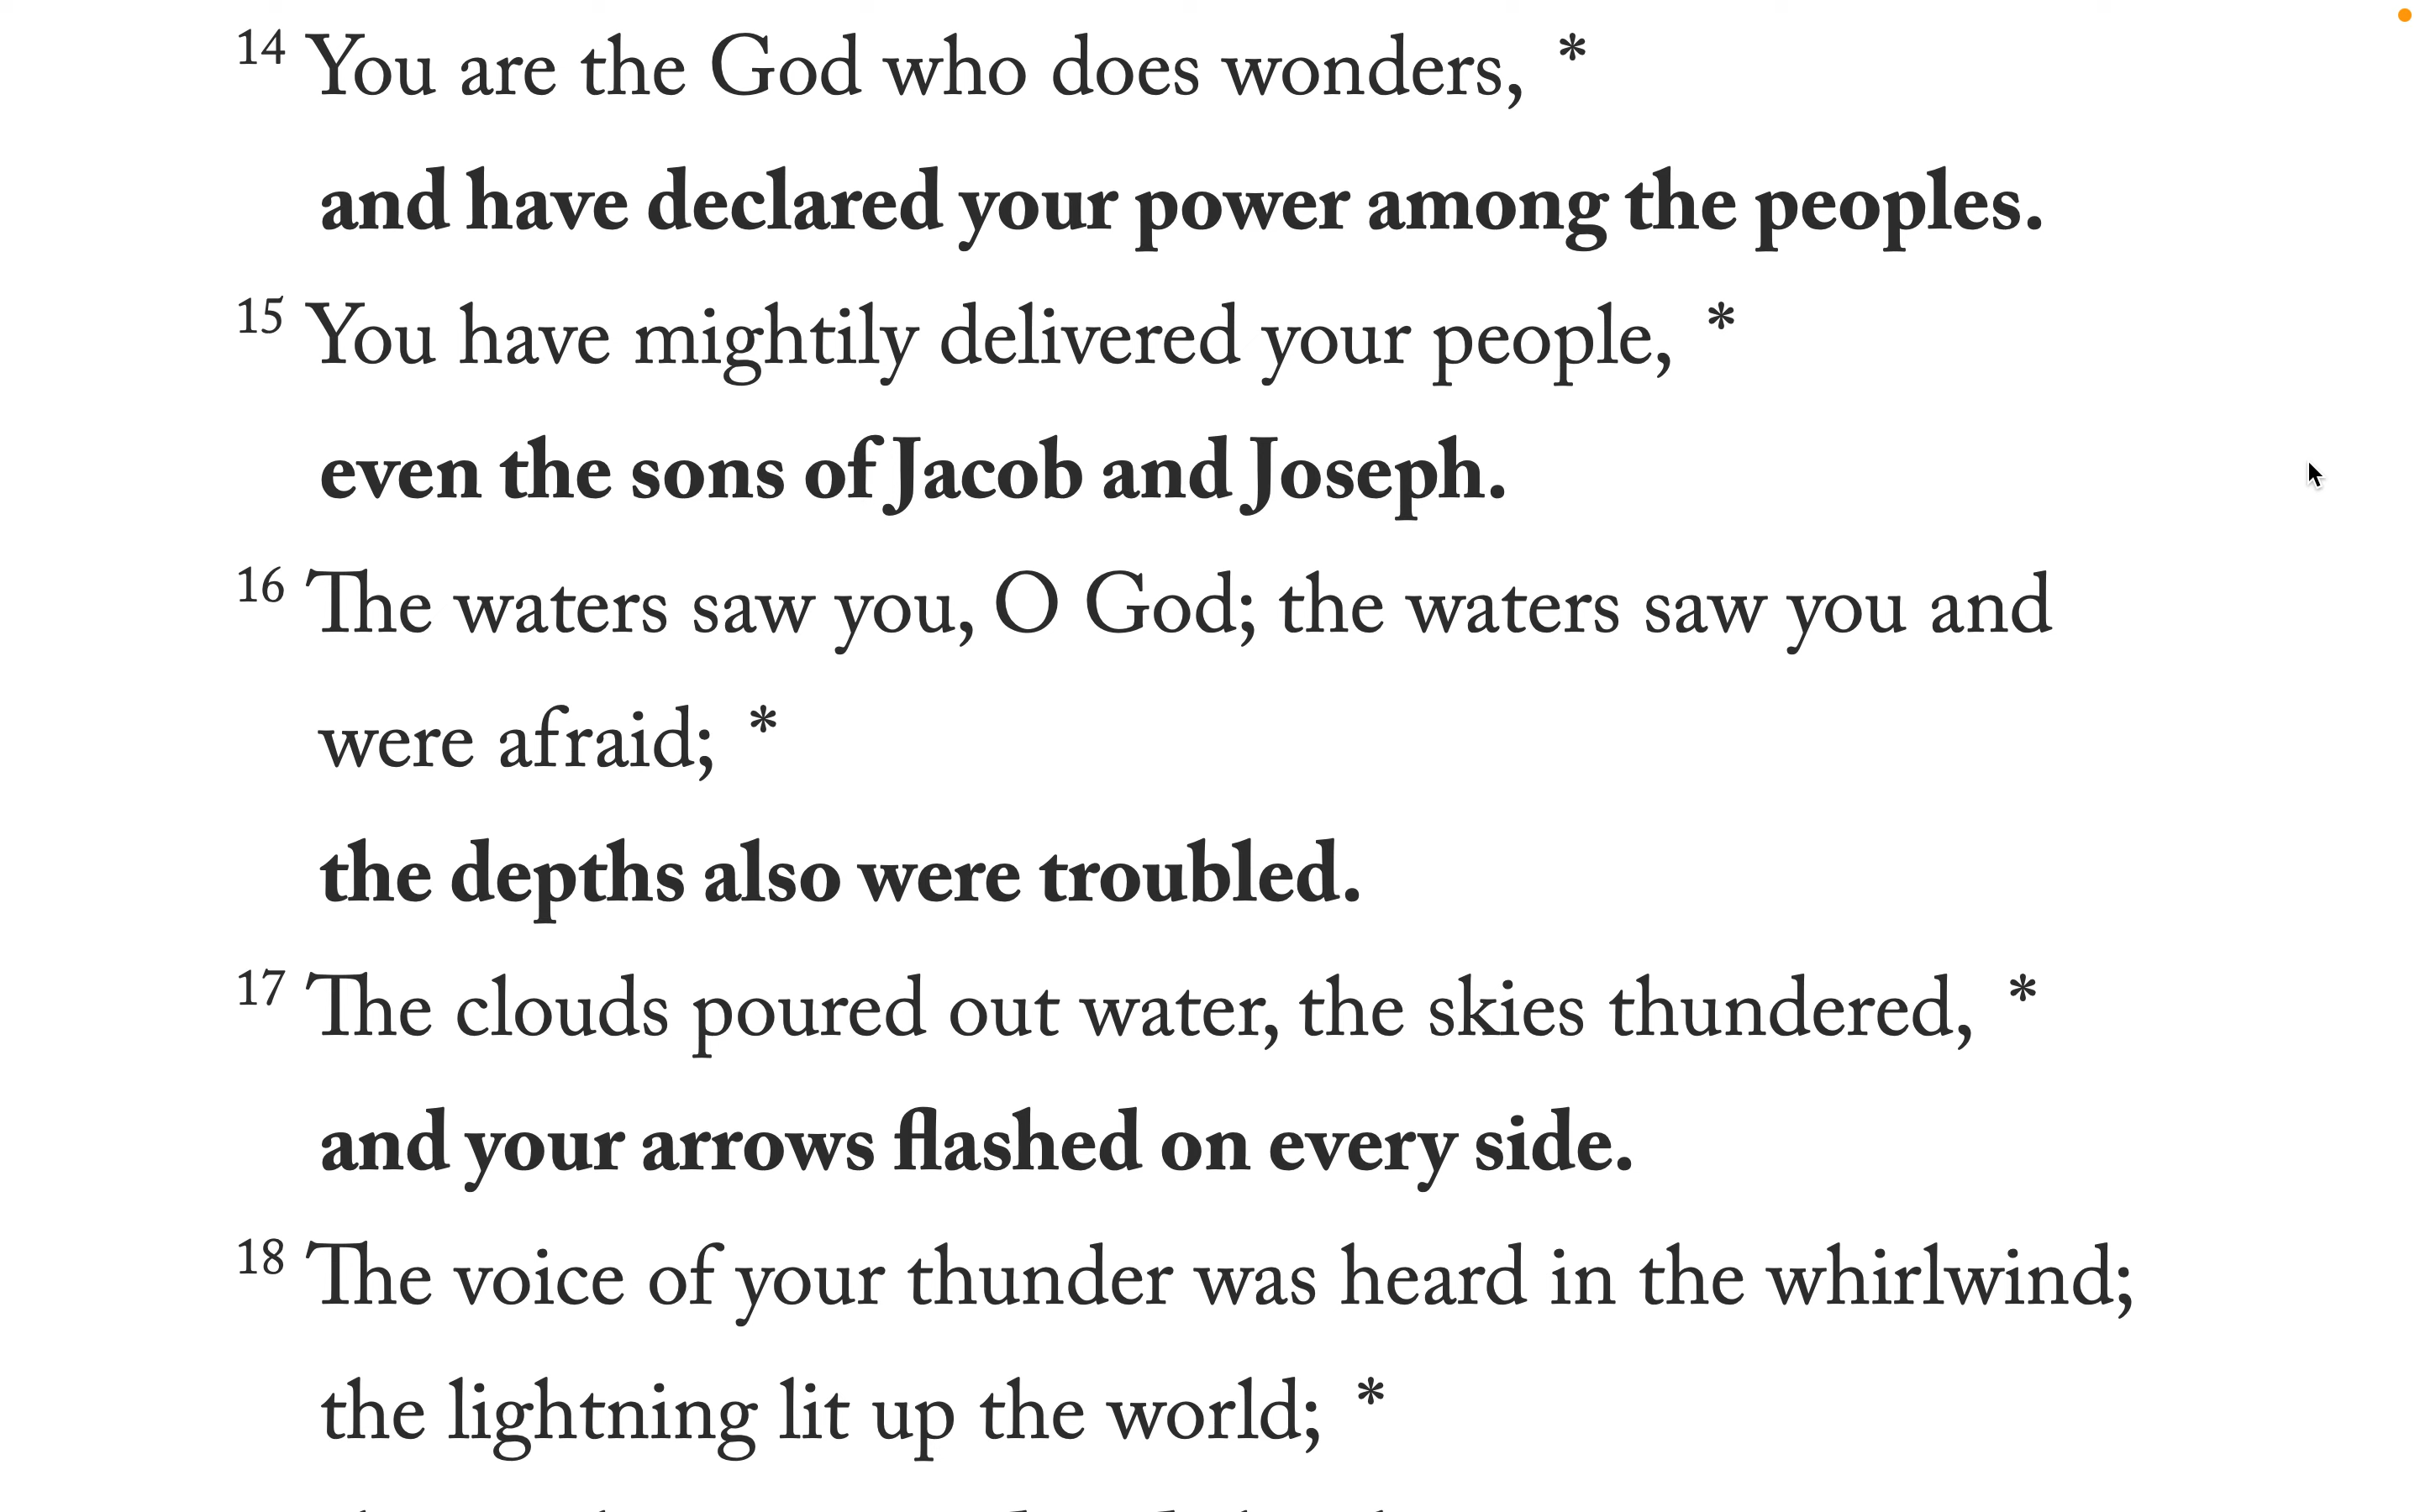 14 You are the God who does wonders, *
and have declared your power among the peoples.
15 You have mightily delivered your people, *
even the sons of Jacob and Joseph.
16 The waters saw you, O God; the waters saw you and
were afraid; *
the depths also were troubled.
17 The clouds poured out water, the skies thundered, *
and your arrows flashed on every side.
18 The voice of your thunder was heard in the whirlwind;
the lightning lit up the world; *